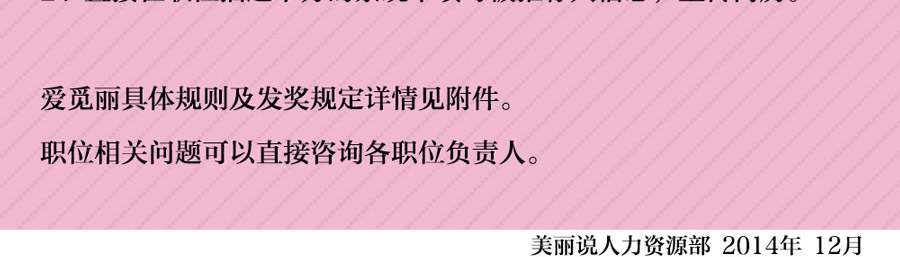 爱觅丽具体规则及发奖规定详情见附件。
职位相关问题可以直接咨询各职位负责人。
美丽说人力资源部 2014年 12月